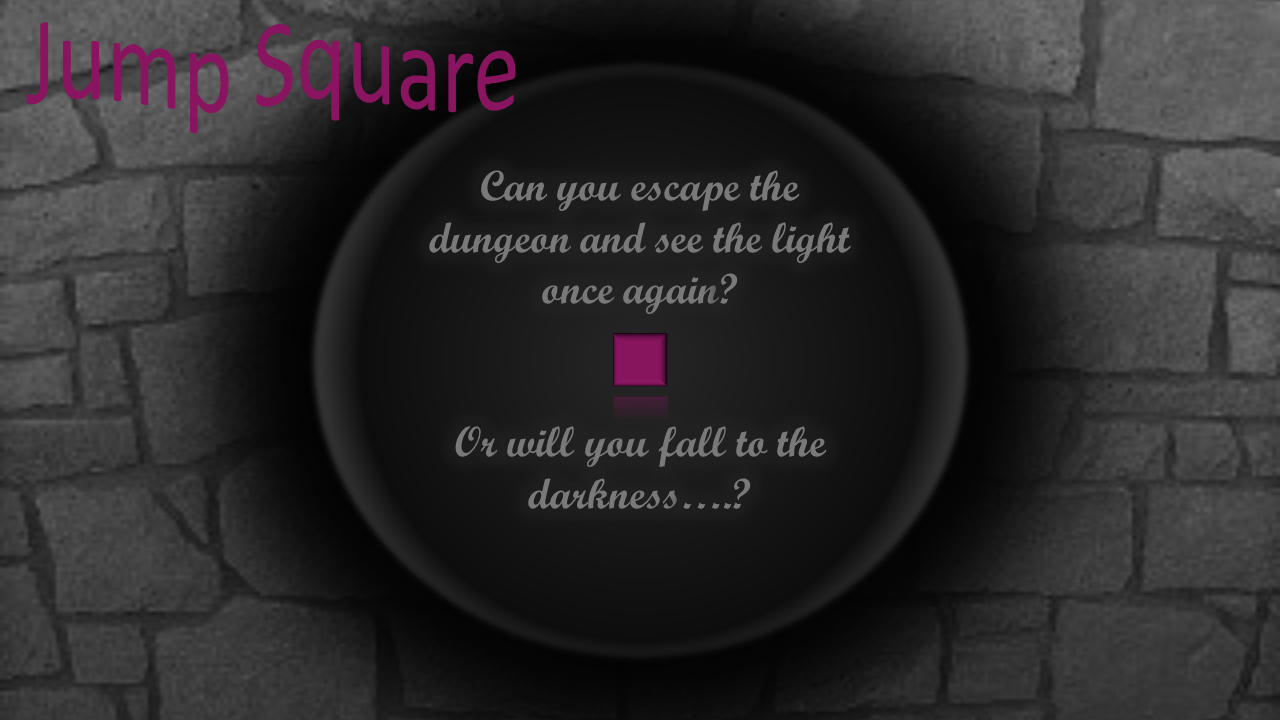 Jump Square
Can you escape the
dungeon and see the light
once again?
Or will you fall to the
darkness….?